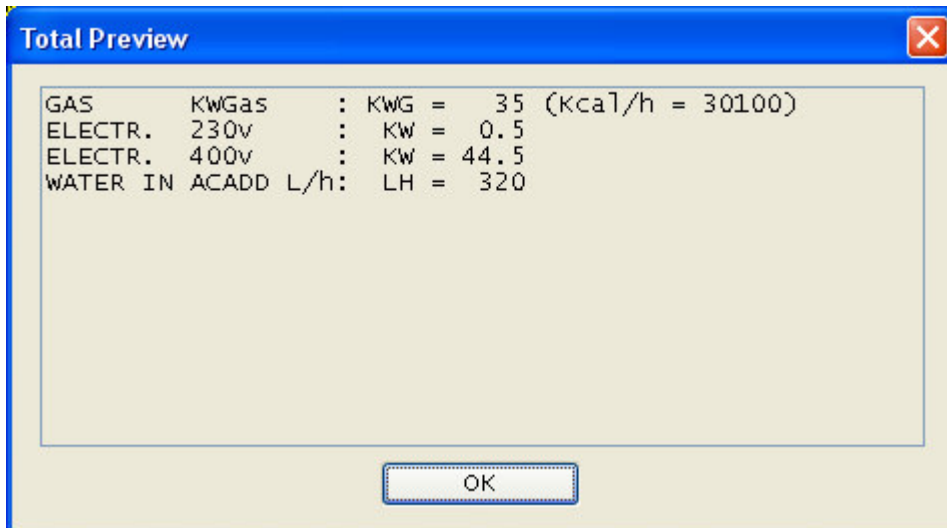 Total Preview
GAS KWGas : KWG = 35 (Kcal/h = 30100)
ELECTR. 230v : KW = 0.5
ELECTR. 400v : KW = 44.5
WATER IN ACADD L/h: LH = 320
OK